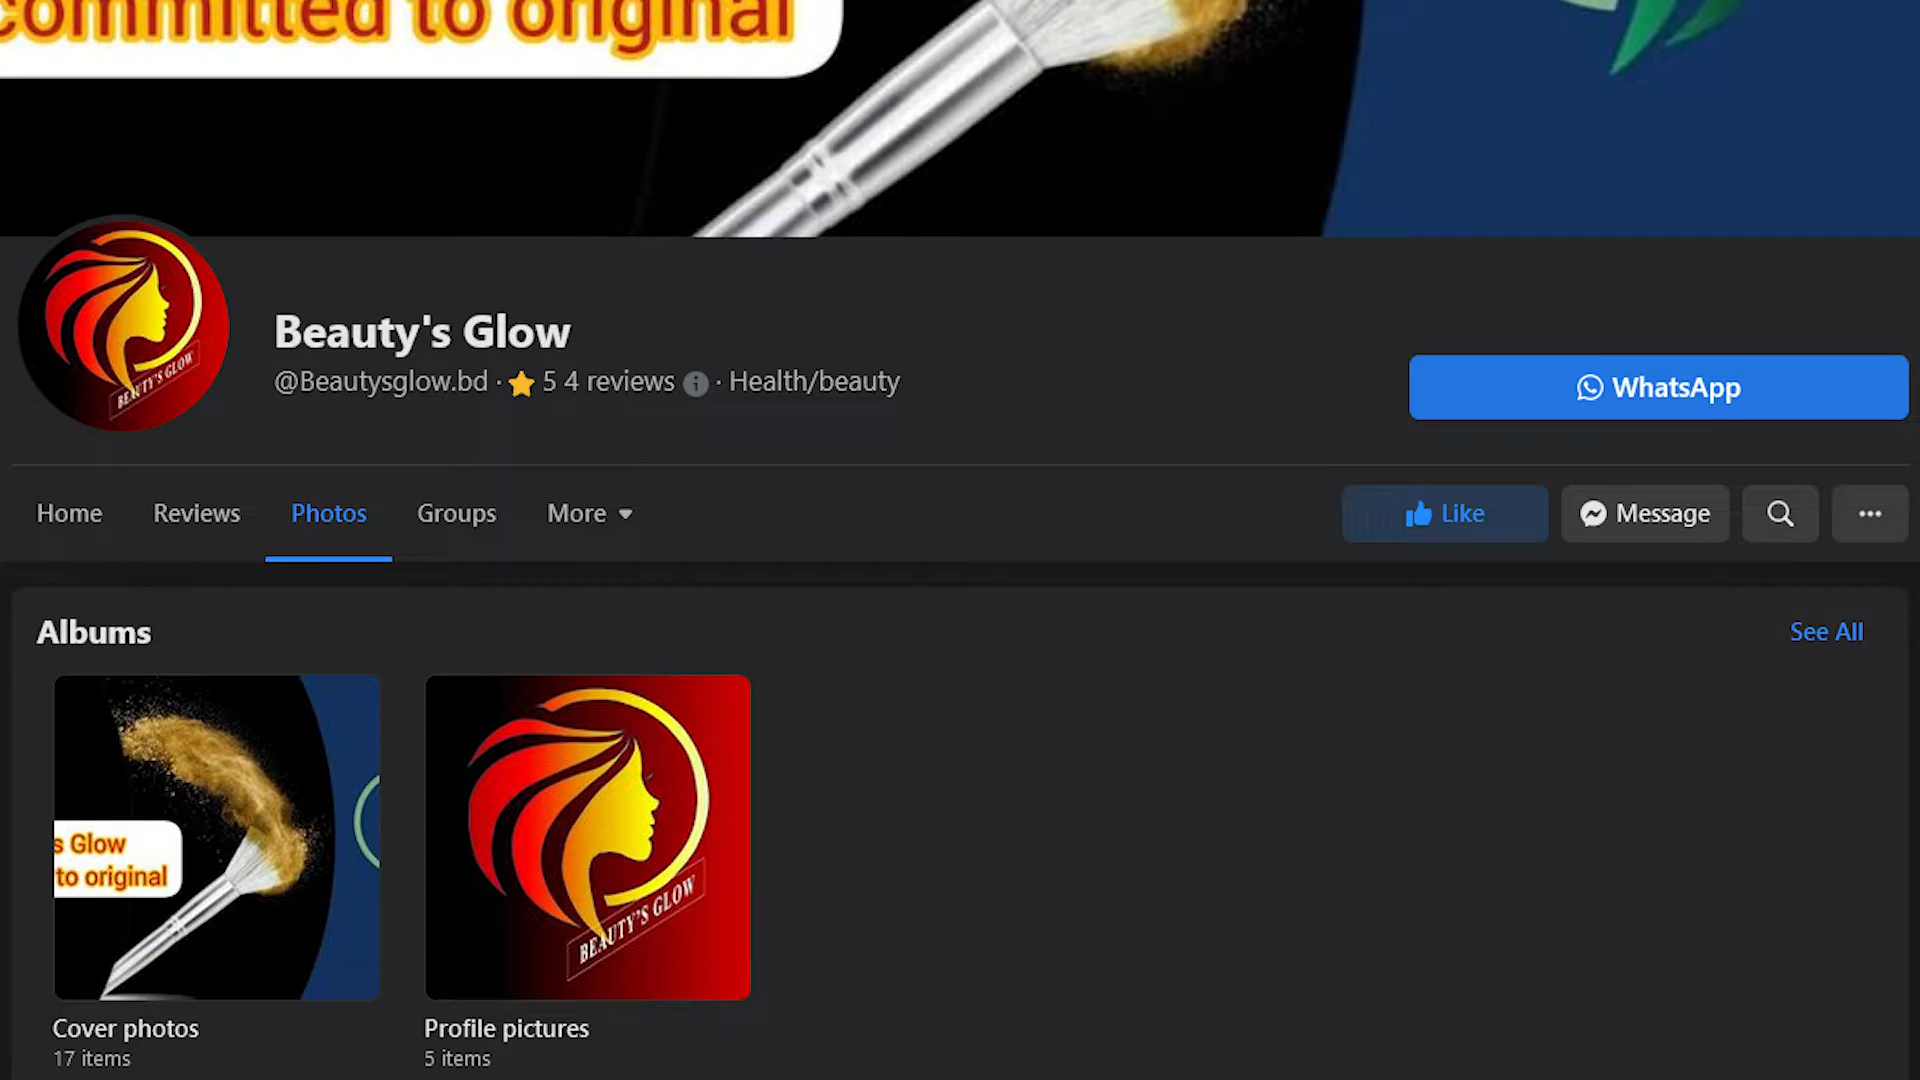 committed to original
BEAUTY'S GLOW
Beauty's Glow
@Beautysglow.bd · 5 4 reviews · Health/beauty
WhatsApp
Home Reviews Photos Groups More
Like Message
Albums
See All
s Glow
to original
BEAUTY'S GLOW
Cover photos
17 items
Profile pictures
5 items